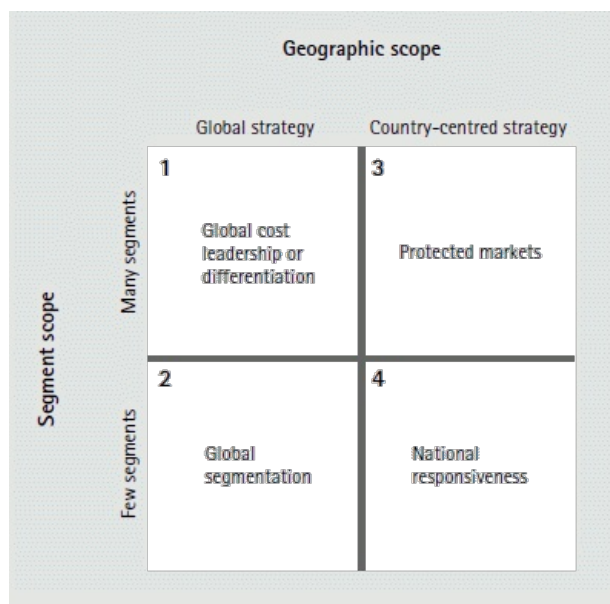 Geographic scope
Global strategy
Country-centred strategy
Segment scope
Many segments
1
Global cost
leadership or
differentiation
3
Protected markets
Few segments
2
Global
segmentation
4
National
responsiveness